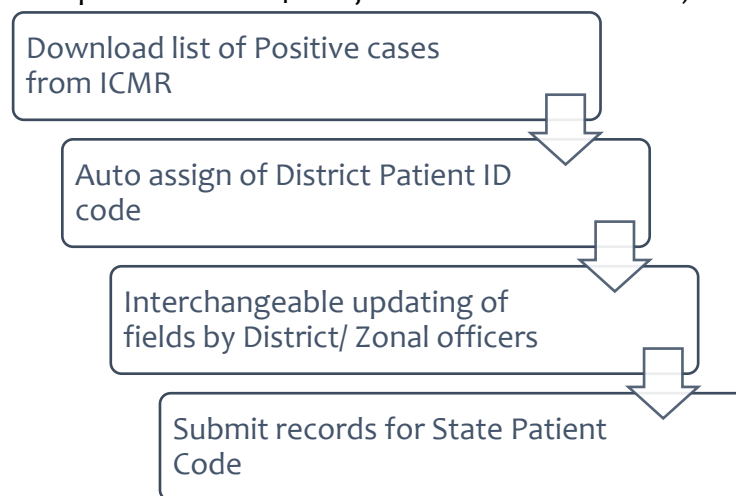 Download list of Positive cases
from ICMR
Auto assign of District Patient ID
code
Interchangeable updating of
fields by District/ Zonal officers
Submit records for State Patient
Code